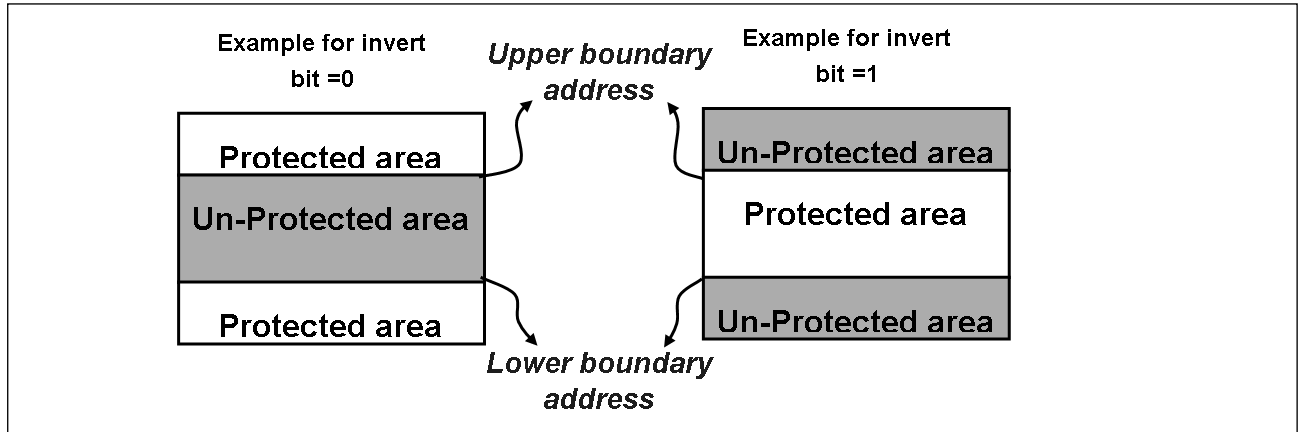 Example for invert
bit =0
Protected area
Un-Protected area
Protected area
Upper boundary
address
Lower boundary
address
Example for invert
bit =1
Un-Protected area
Protected area
Un-Protected area